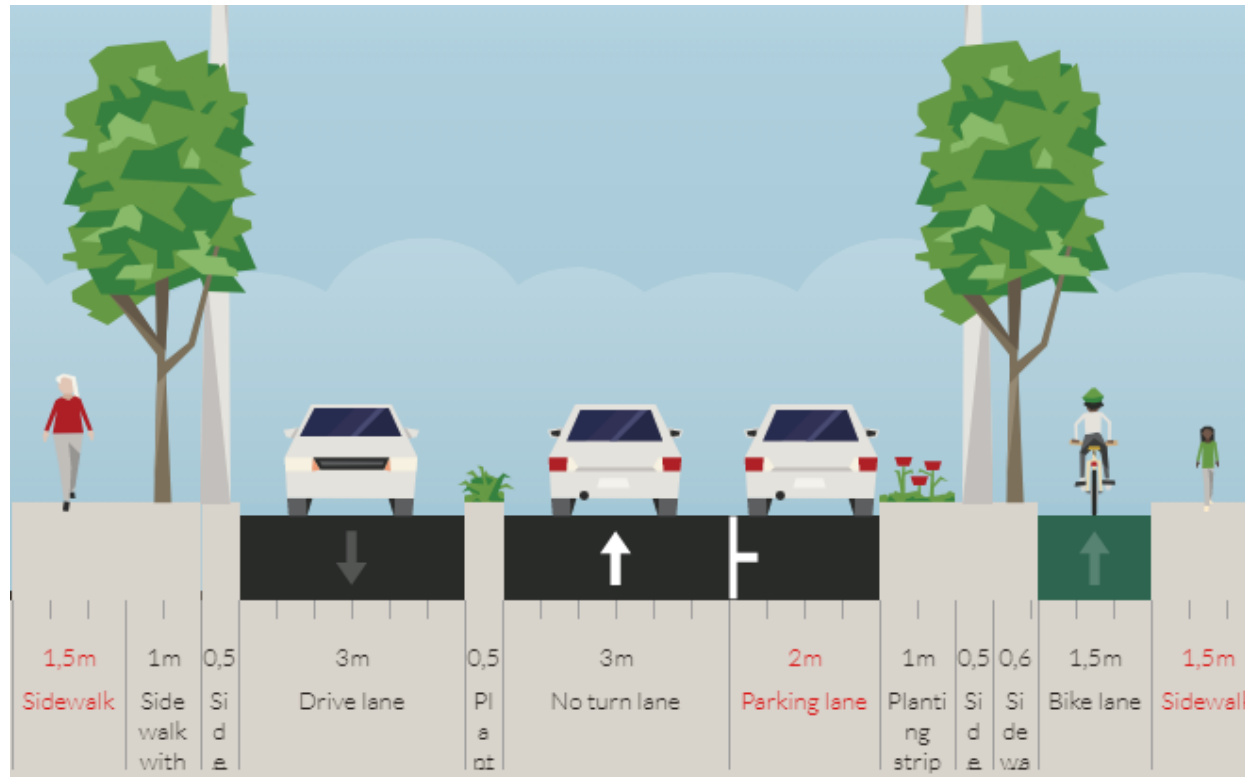 1,5m
Sidewalk
1m
Side
walk
with
0,5
Si
d
e
3m
Drive lane
0,5
Pl
a
nt
3m
No turn lane
2m
Parking lane
1m
Planti
ng
strip
0,5
Si
d
e
0,6
Si
de
wa
1,5m
Bike lane
1,5m
Sidewalk